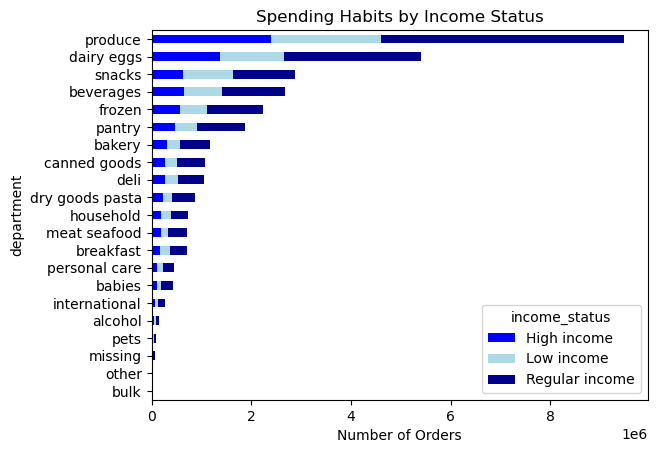 Spending Habits by Income Status
department
produce
dairy eggs
snacks
beverages
frozen
pantry
bakery
canned goods
deli
dry goods pasta
household
meat seafood
breakfast
personal care
babies
international
alcohol
pets
missing
other
bulk
income_status
High income
Low income
Regular income
0 2 4 6 8
1e6
Number of Orders